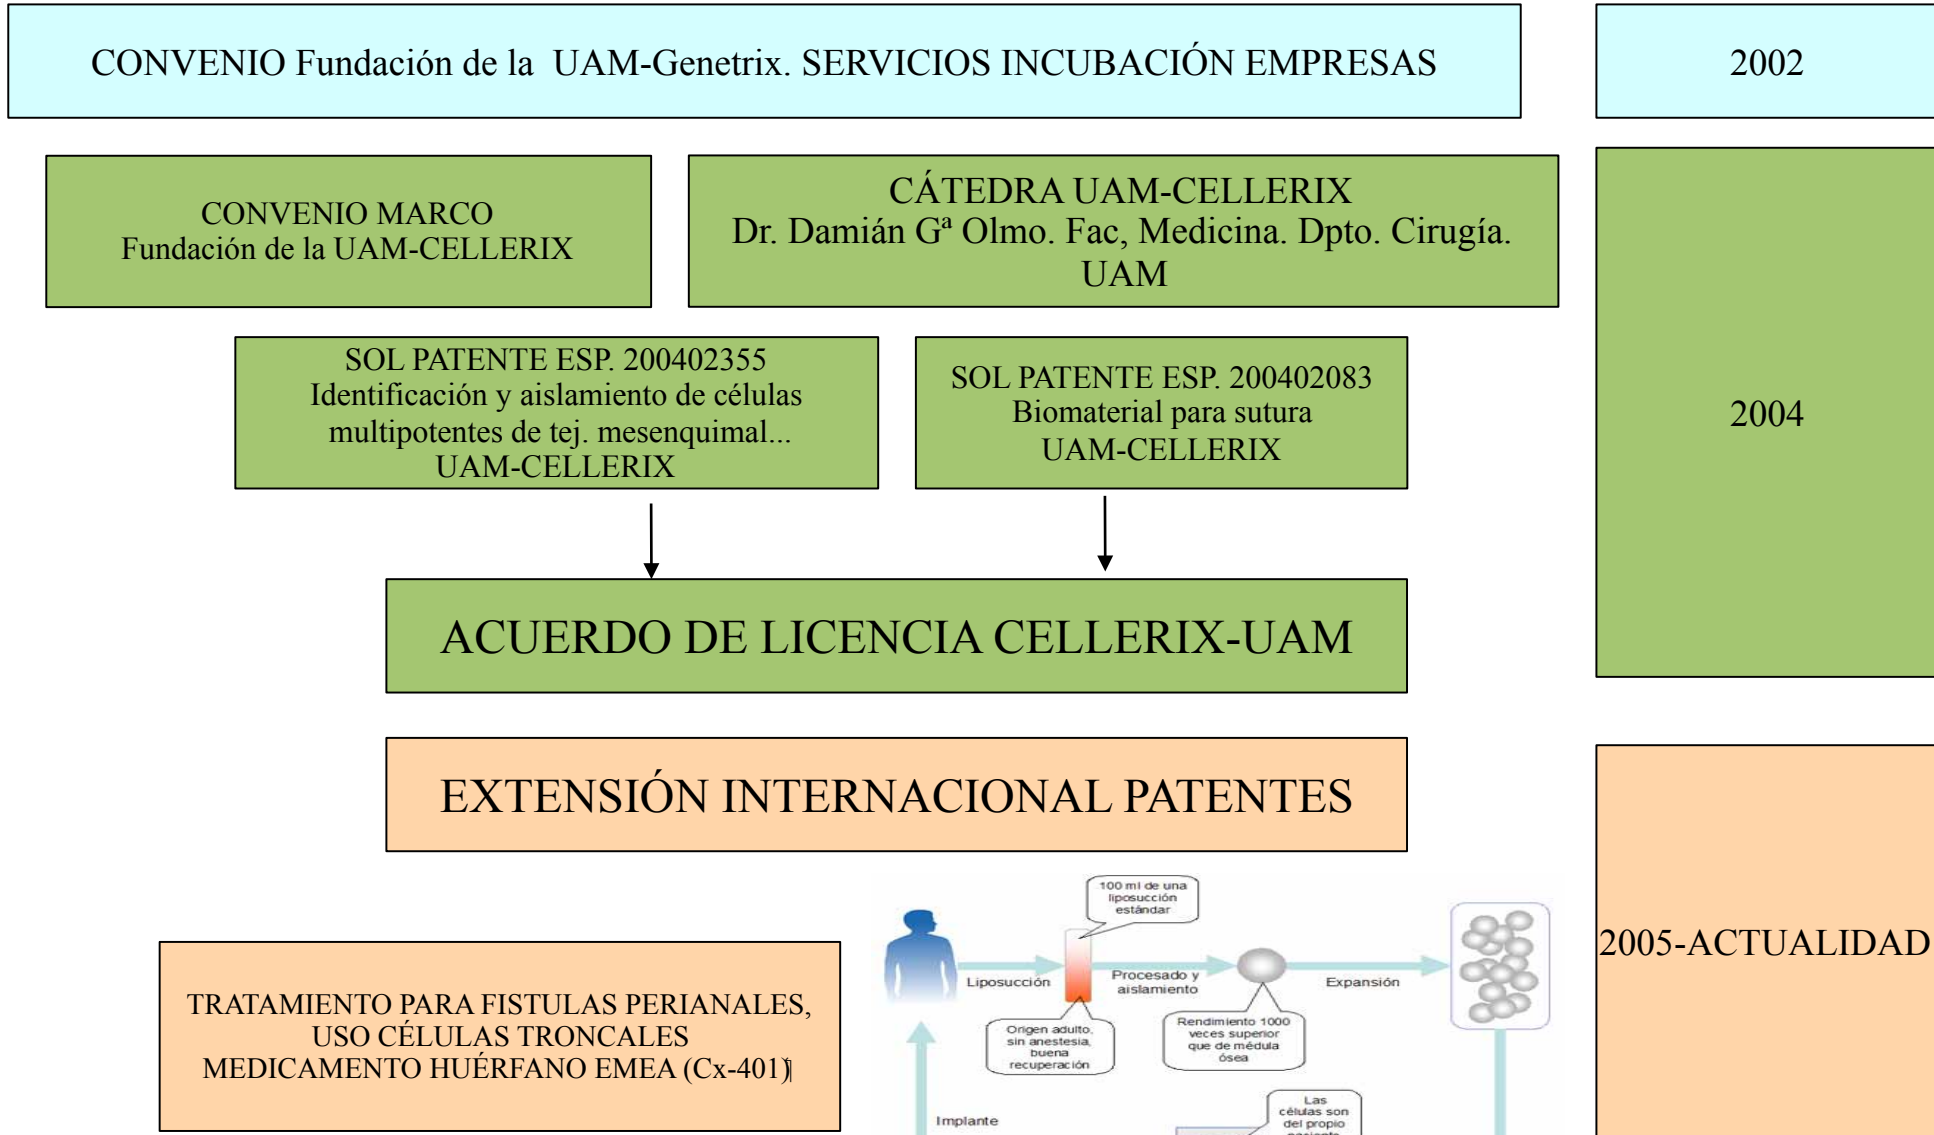 CONVENIO Fundación de la UAM-Genetrix. SERVICIOS INCUBACIÓN EMPRESAS
2002
CONVENIO MARCO
Fundación de la UAM-CELLERIX
CÁTEDRA UAM-CELLERIX
Dr. Damián Gª Olmo. Fac, Medicina. Dpto. Cirugía.
UAM
SOL PATENTE ESP. 200402355
Identificación y aislamiento de células
multipotentes de tej. mesenquimal...
UAM-CELLERIX
SOL PATENTE ESP. 200402083
Biomaterial para sutura
UAM-CELLERIX
2004
ACUERDO DE LICENCIA CELLERIX-UAM
EXTENSIÓN INTERNACIONAL PATENTES
2005-ACTUALIDAD
TRATAMIENTO PARA FISTULAS PERIANALES,
USO CÉLULAS TRONCALES
MEDICAMENTO HUÉRFANO EMEA (Cx-401)
100 ml de una
liposucción
estándar
Liposucción
Procesado y
aislamiento
Expansión
Origen adulto,
sin anestesia,
buena
recuperación
Rendimiento 1000
veces superior
que de médula
ósea
Implante
Las
células son
del propio